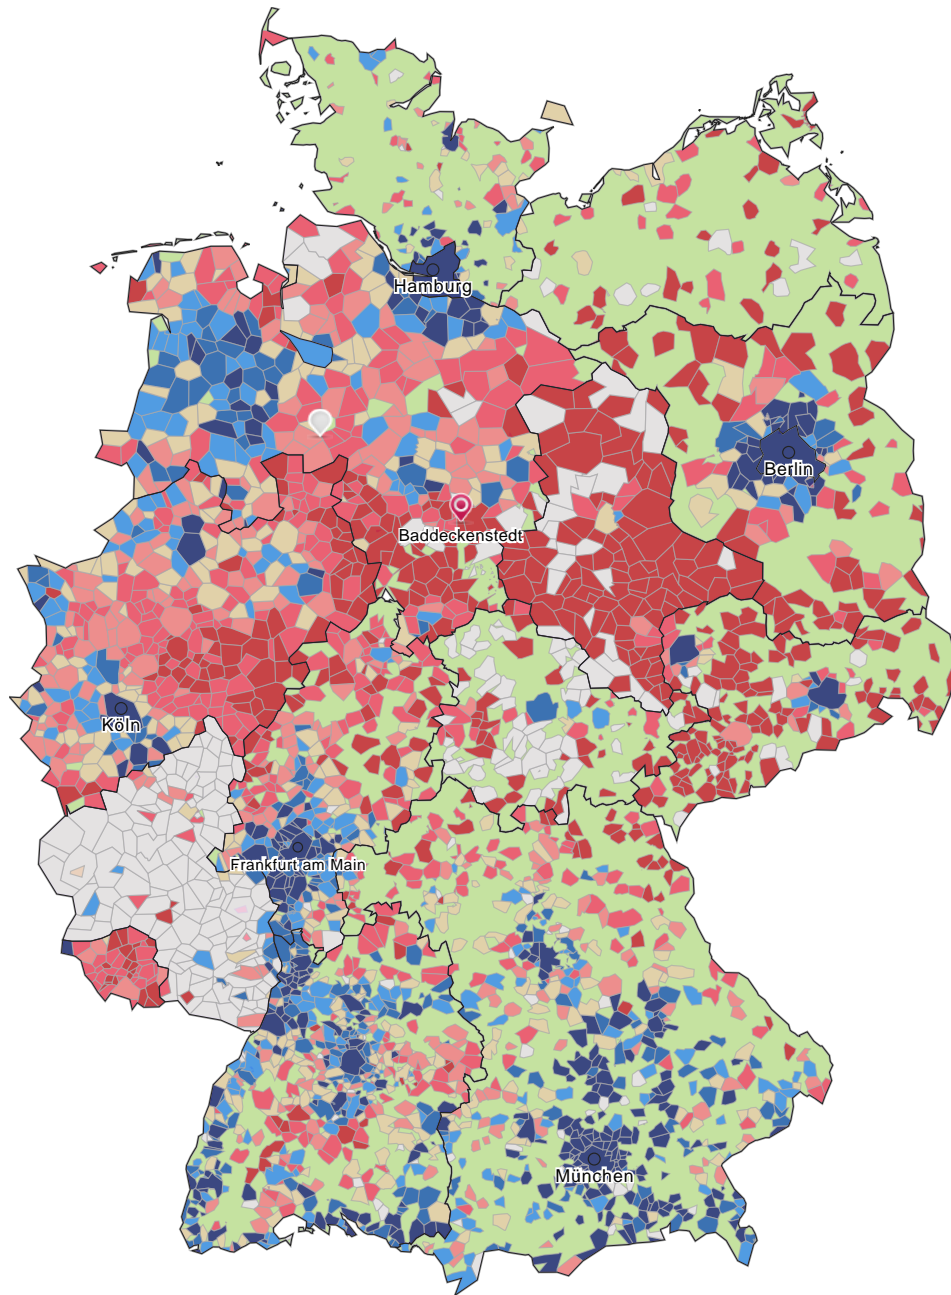 Hamburg
Berlin
Baddeckenstedt
Köln
Frankfurt am Main
München